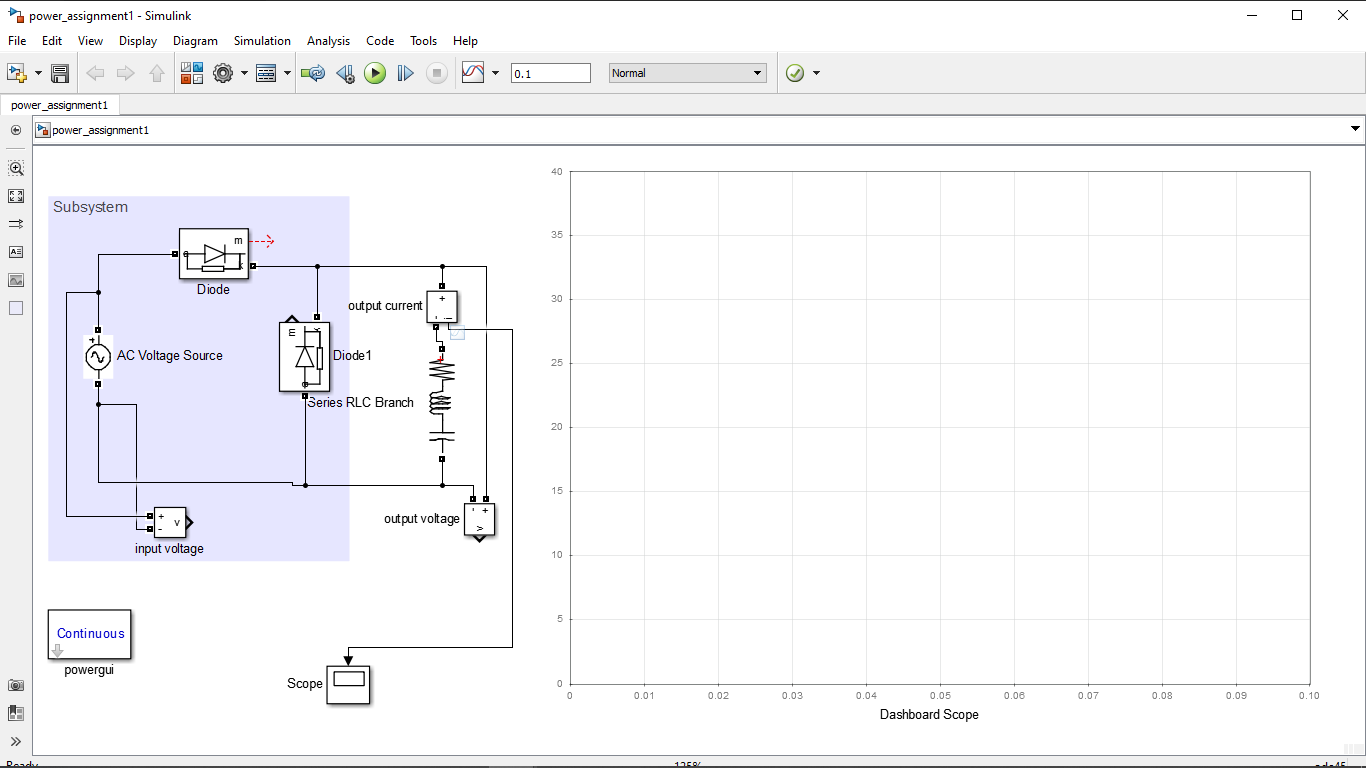 power_assignment1 - Simulink
File Edit View Display Diagram Simulation Analysis Code Tools Help
0.1 Normal
power_assignment1
power_assignment1
Subsystem
m
a
k
Diode
output current
+
-
i
AC Voltage Source
+
m
k
a
Diode1
+
Series RLC Branch
+
-
v
input voltage
output voltage
- +
v
Continuous
powergui
Scope
40
35
30
25
20
15
10
5
0
0 0.01 0.02 0.03 0.04 0.05 0.06 0.07 0.08 0.09 0.10
Dashboard Scope
Ready 125% ode45